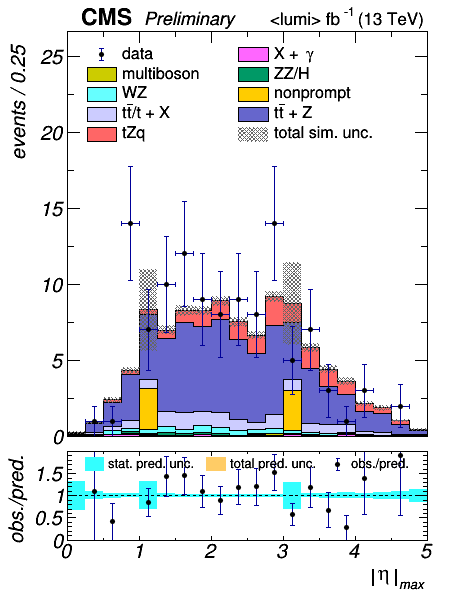 CMS Preliminary <lumi> fb⁻¹ (13 TeV)
events / 0.25
25
20
15
10
5
0
data
X + γ
multiboson
ZZ/H
WZ
nonprompt
tt̄/t + X
tt̄ + Z
tZq
total sim. unc.
obs./pred.
1.5
1
0.5
0
stat. pred. unc.
total pred. unc.
obs./pred.
0 1 2 3 4 5
|η|max